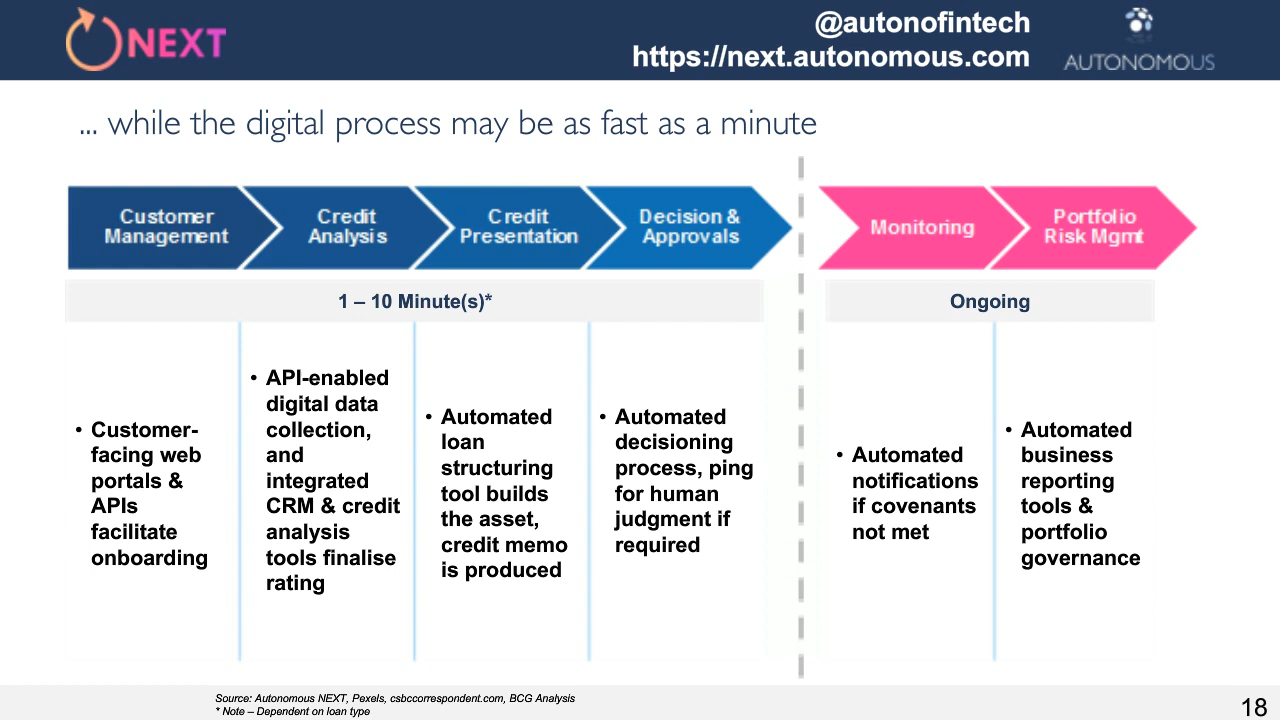 NEXT
@autonofintech
https://next.autonomous.com
AUTONOMOUS
... while the digital process may be as fast as a minute
Customer
Management
Credit
Analysis
Credit
Presentation
Decision &
Approvals
Monitoring
Portfolio
Risk Mgmt
1 – 10 Minute(s)*
Ongoing
• Customer-
facing web
portals &
APIs
facilitate
onboarding
• API-enabled
digital data
collection,
and
integrated
CRM & credit
analysis
tools finalise
rating
• Automated
loan
structuring
tool builds
the asset,
credit memo
is produced
• Automated
decisioning
process, ping
for human
judgment if
required
• Automated
notifications
if covenants
not met
• Automated
business
reporting
tools &
portfolio
governance
Source: Autonomous NEXT, Pexels, csbccorrespondent.com, BCG Analysis
* Note – Dependent on loan type
18